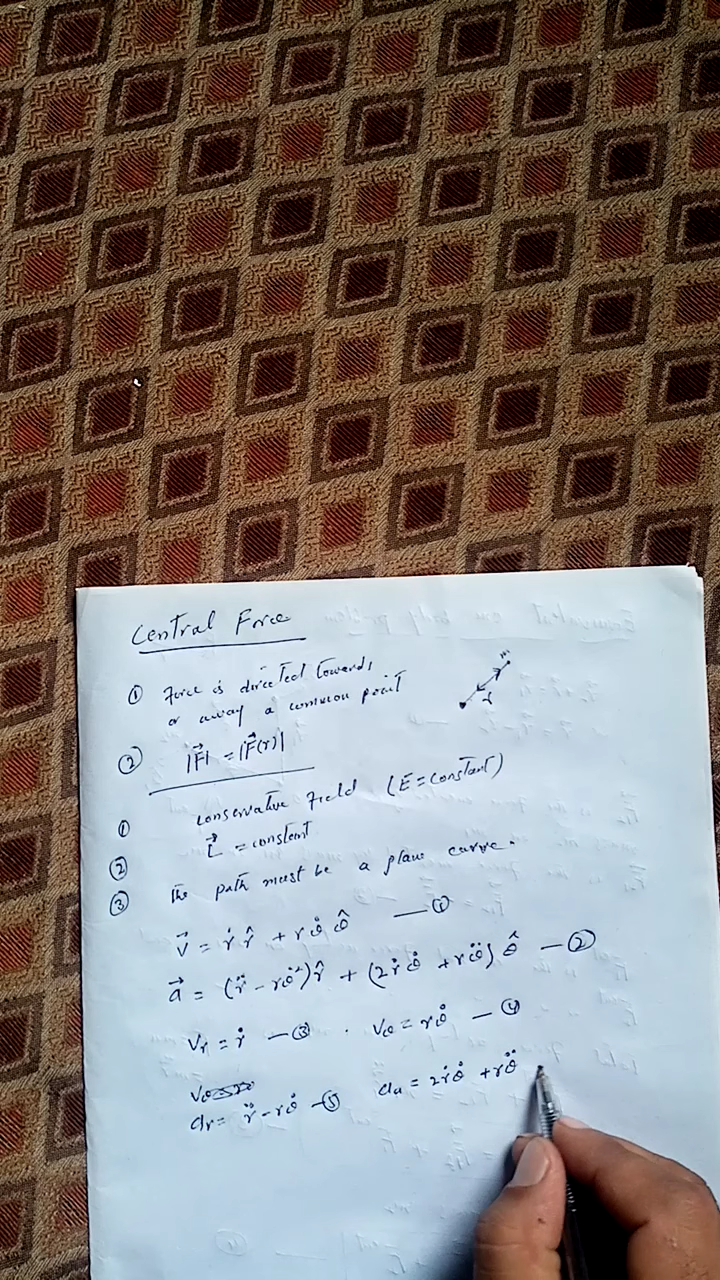 Central Force
① Force is directed towards
or away a common point
m
r
② |F⃗| = |F⃗(r)|
① conservative Field (E = constant)
② L⃗ = constant
③ The path must be a plane curve.
v⃗ = ṙ r̂ + r θ̇ θ̂ — ①
a⃗ = (r̈ - rθ̇²) r̂ + (2ṙθ̇ + rθ̈) θ̂ — ②
Vr = ṙ — ③ . Vθ = rθ̇ — ④
ar = r̈ - rθ̇ — ⑤ aθ = 2ṙθ̇ + rθ̈